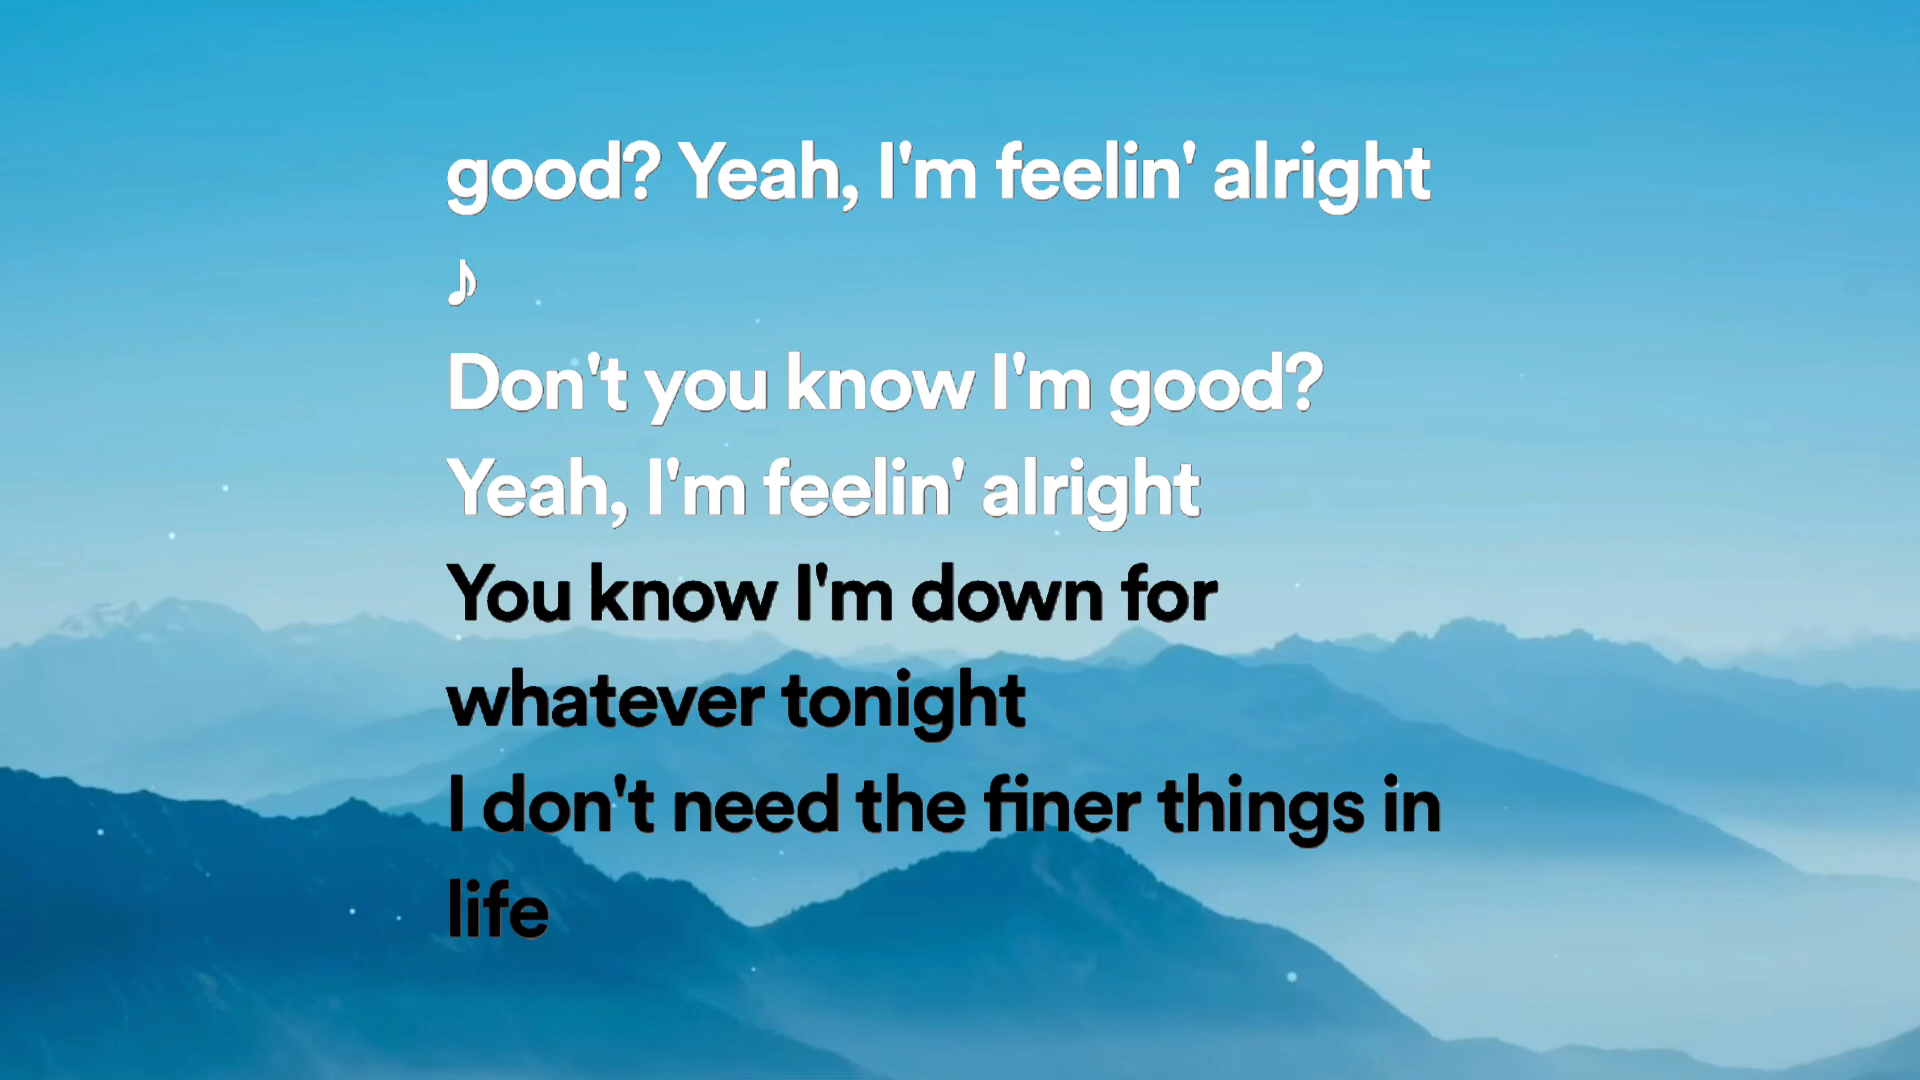 good? Yeah, I'm feelin' alright
♪
Don't you know I'm good?
Yeah, I'm feelin' alright
You know I'm down for
whatever tonight
I don't need the finer things in
life